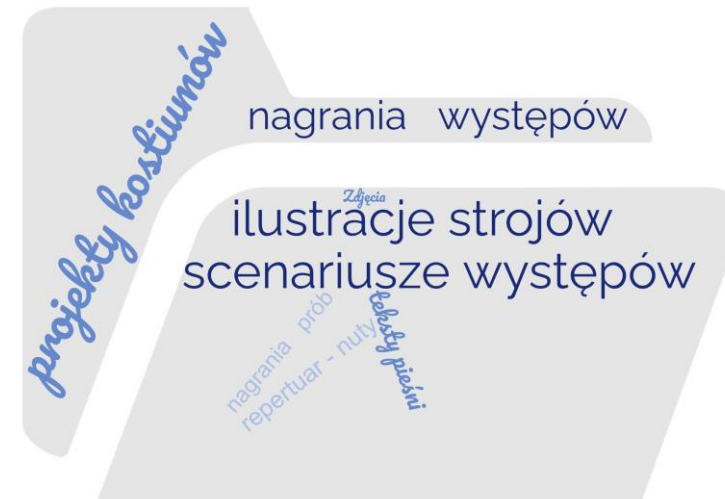 projekty kostiumów
nagrania występów
Zdjęcia
ilustracje strojów
scenariusze występów
nagrania prób
repertuar - nuty
teksty pieśni